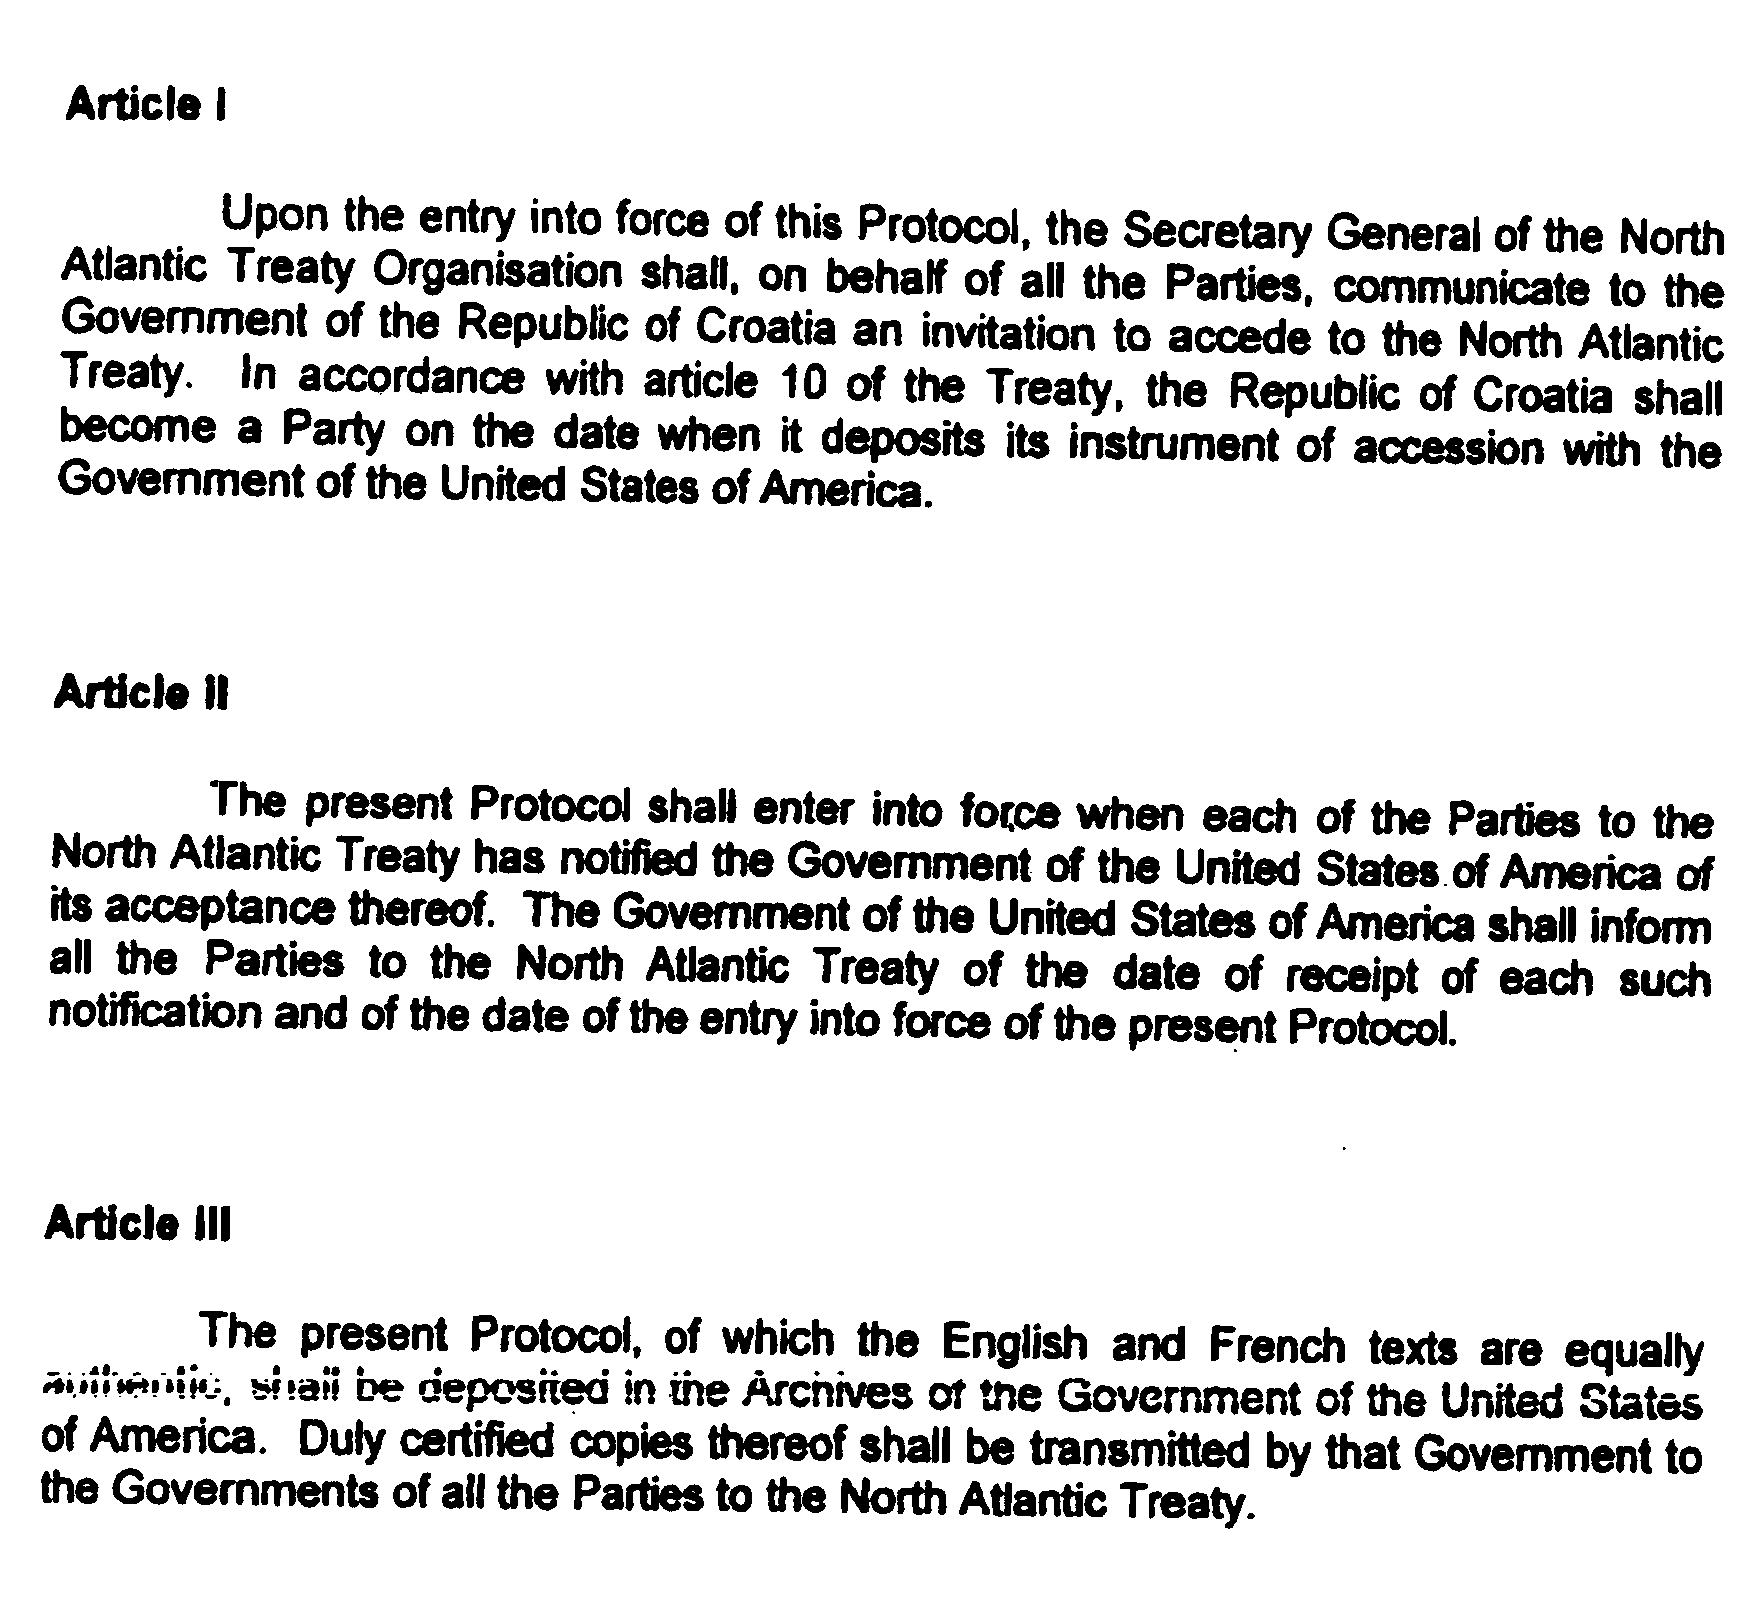 Article I
Upon the entry into force of this Protocol, the Secretary General of the North
Atlantic Treaty Organisation shall, on behalf of all the Parties, communicate to the
Government of the Republic of Croatia an invitation to accede to the North Atlantic
Treaty. In accordance with article 10 of the Treaty, the Republic of Croatia shall
become a Party on the date when it deposits its instrument of accession with the
Government of the United States of America.
Article II
The present Protocol shall enter into force when each of the Parties to the
North Atlantic Treaty has notified the Government of the United States of America of
its acceptance thereof. The Government of the United States of America shall inform
all the Parties to the North Atlantic Treaty of the date of receipt of each such
notification and of the date of the entry into force of the present Protocol.
Article III
The present Protocol, of which the English and French texts are equally
authentic, shall be deposited in the Archives of the Government of the United States
of America. Duly certified copies thereof shall be transmitted by that Government to
the Governments of all the Parties to the North Atlantic Treaty.